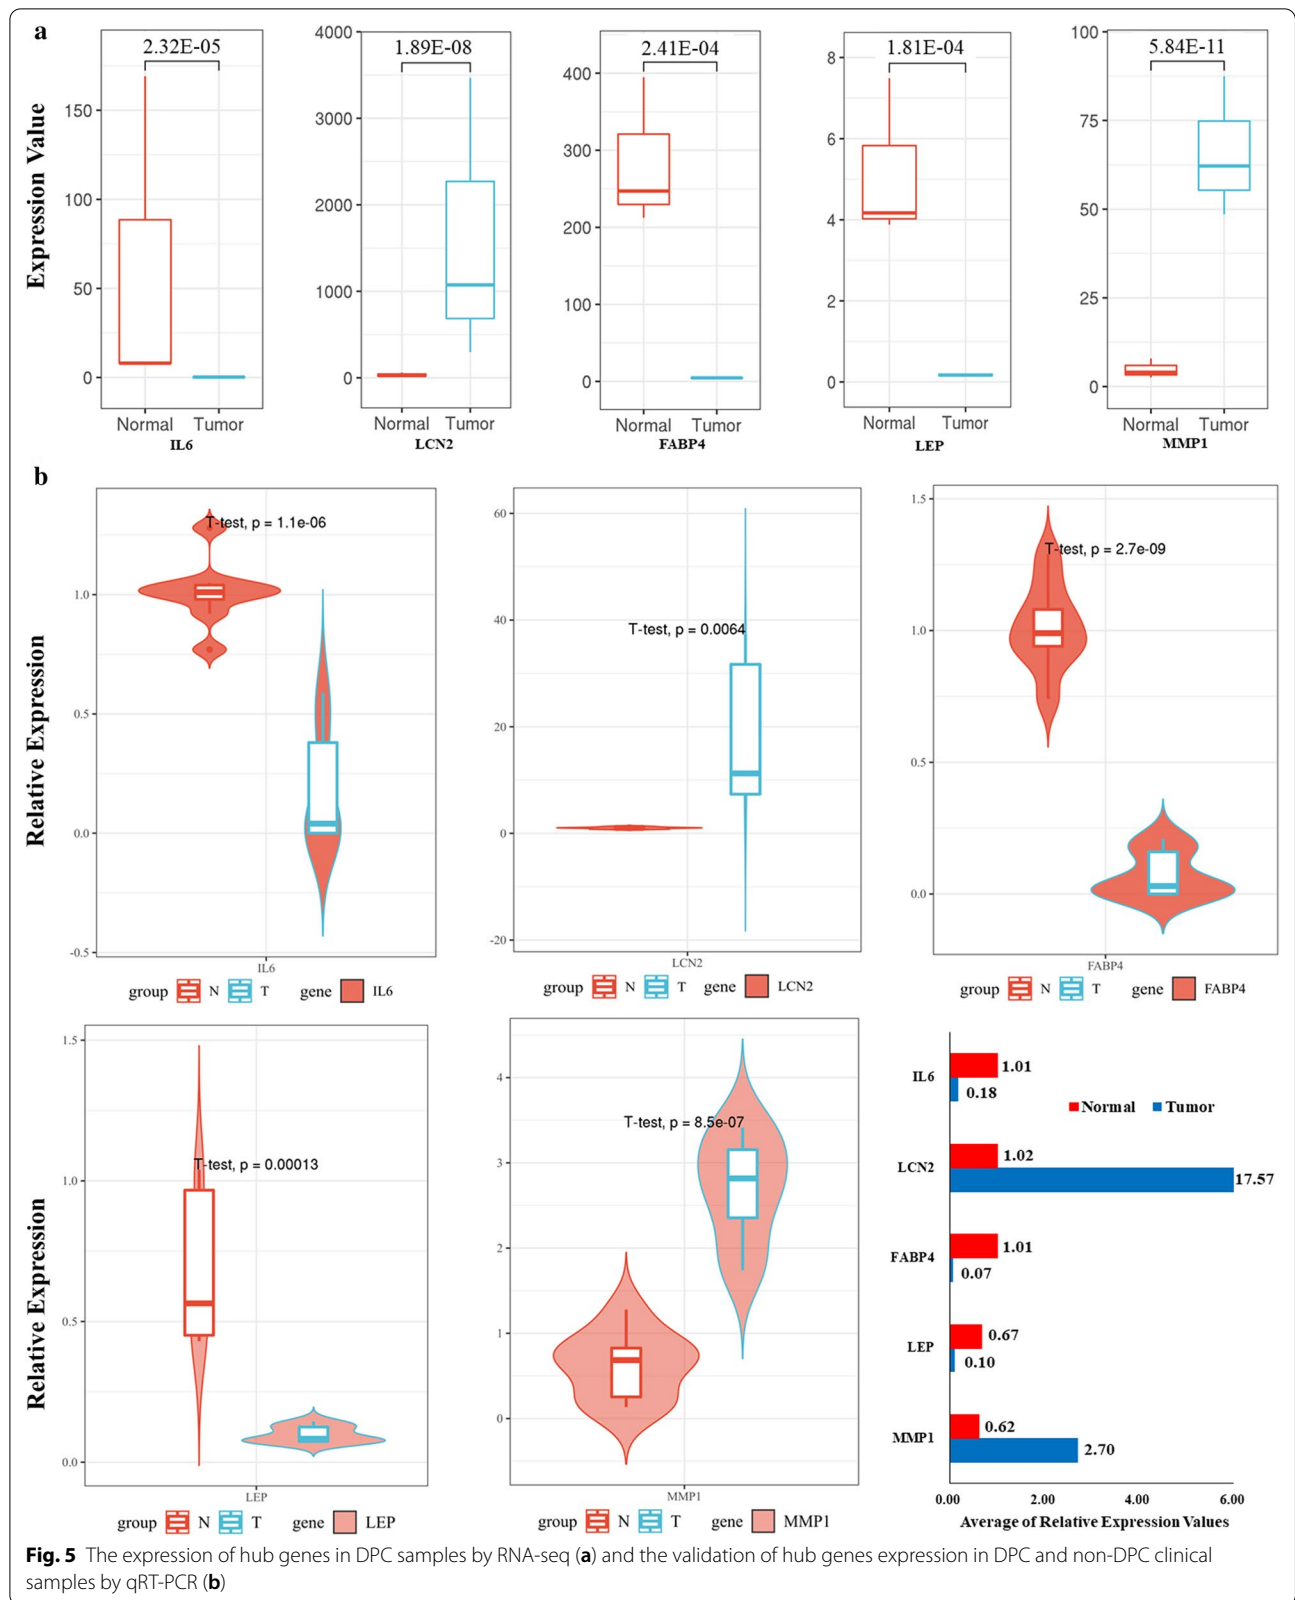 a
2.32E-05
1.89E-08
2.41E-04
1.81E-04
5.84E-11
Expression Value
150
100
50
0
4000
3000
2000
1000
0
400
300
200
100
0
8
6
4
2
0
100
75
50
25
0
Normal Tumor
Normal Tumor
Normal Tumor
Normal Tumor
Normal Tumor
IL6
LCN2
FABP4
LEP
MMP1
b
Relative Expression
T-test, p = 1.1e-06
1.0
0.5
0.0
-0.5
IL6
group N T gene IL6
T-test, p = 0.0064
60
40
20
0
-20
LCN2
group N T gene LCN2
T-test, p = 2.7e-09
1.5
1.0
0.5
0.0
FABP4
group N T gene FABP4
Relative Expression
T-test, p = 0.00013
1.5
1.0
0.5
0.0
LEP
group N T gene LEP
T-test, p = 8.5e-07
4
3
2
1
0
MMP1
group N T gene MMP1
IL6 1.01
0.18
Normal Tumor
LCN2 1.02
17.57
FABP4 1.01
0.07
LEP 0.67
0.10
MMP1 0.62
2.70
0.00 2.00 4.00 6.00
Average of Relative Expression Values
Fig. 5 The expression of hub genes in DPC samples by RNA-seq (a) and the validation of hub genes expression in DPC and non-DPC clinical
samples by qRT-PCR (b)